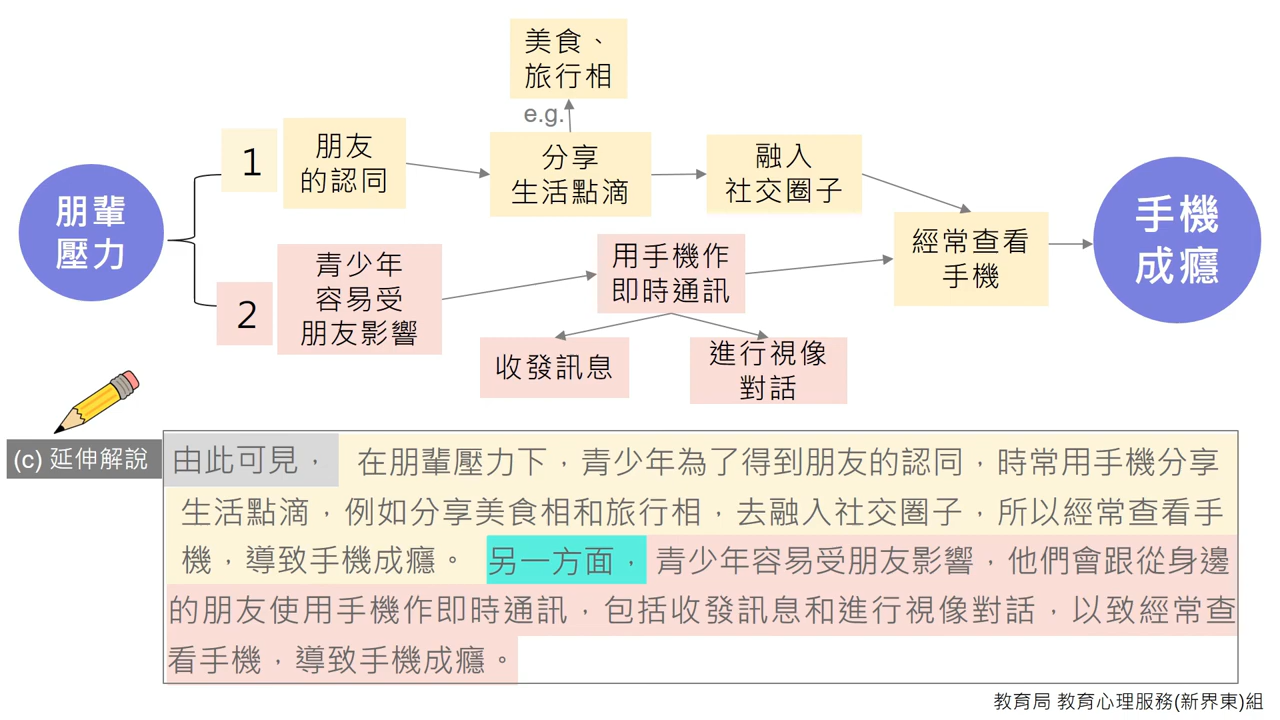 美食、
旅行相
e.g.
朋輩
壓力
1
朋友
的認同
分享
生活點滴
融入
社交圈子
經常查看
手機
手機
成癮
2
青少年
容易受
朋友影響
用手機作
即時通訊
收發訊息
進行視像
對話
(c) 延伸解說
由此可見，在朋輩壓力下，青少年為了得到朋友的認同，時常用手機分享
生活點滴，例如分享美食相和旅行相，去融入社交圈子，所以經常查看手
機，導致手機成癮。另一方面，青少年容易受朋友影響，他們會跟從身邊
的朋友使用手機作即時通訊，包括收發訊息和進行視像對話，以致經常查
看手機，導致手機成癮。
教育局 教育心理服務(新界東)組